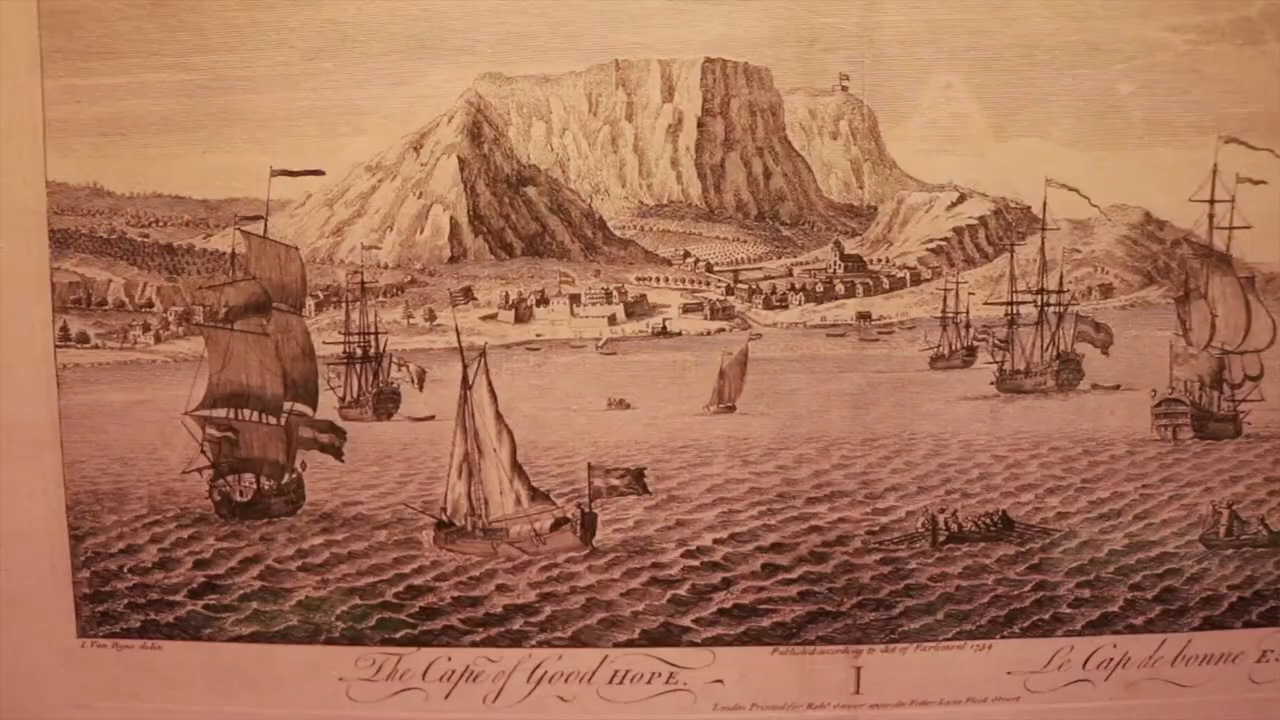 I. Van Ryne delin.
Published according to Act of Parlement 1754
The Cape of Good HOPE.
I
Le Cap de bonne E
London Printed for Robt. Sayer opposite Fetter Lane Fleet Street